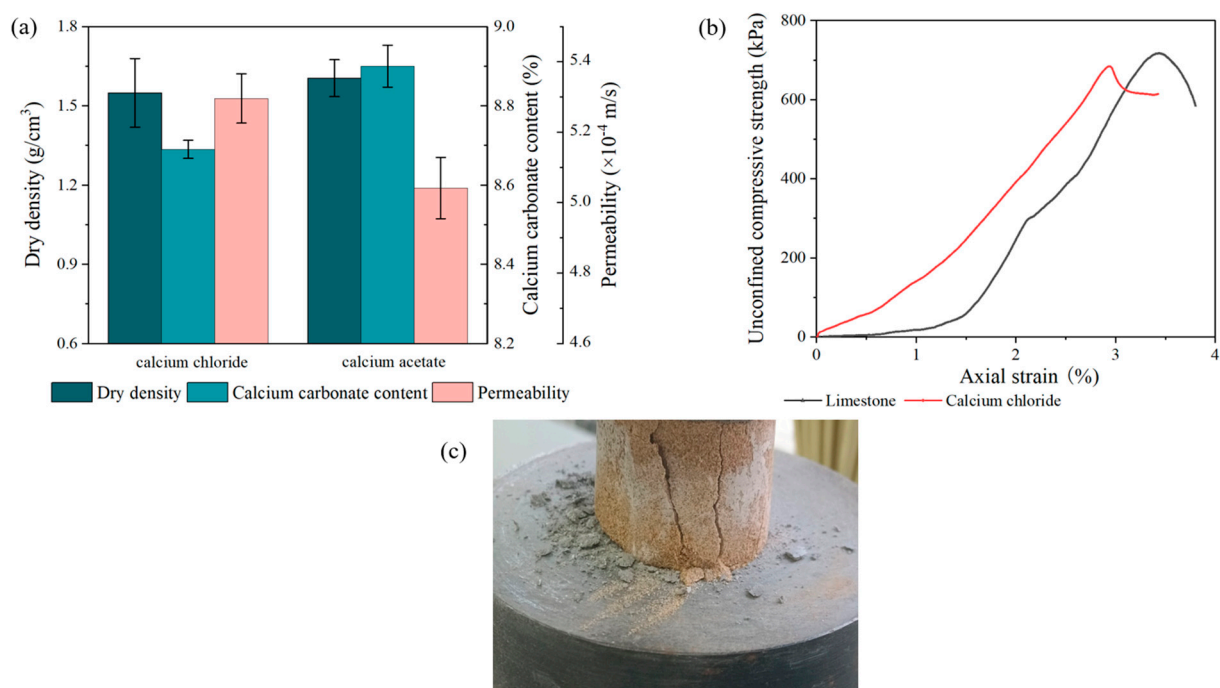 (a)
1.8
1.5
1.2
0.9
0.6
Dry density (g/cm³)
9.0
8.8
8.6
8.4
8.2
Calcium carbonate content (%)
5.4
5.2
5.0
4.8
4.6
Permeability (×10⁻⁴ m/s)
calcium chloride
calcium acetate
Dry density
Calcium carbonate content
Permeability
(b)
Unconfined compressive strength (kPa)
800
600
400
200
0
0 1 2 3 4
Axial strain (%)
Limestone
Calcium chloride
(c)